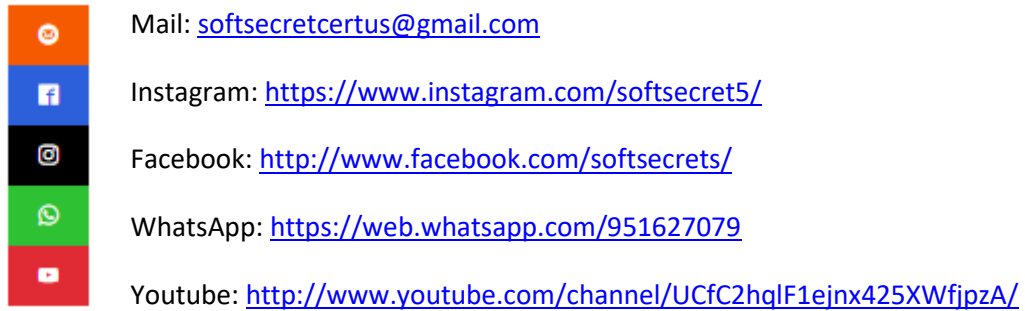 Mail: softsecretcertus@gmail.com
Instagram: https://www.instagram.com/softsecret5/
Facebook: http://www.facebook.com/softsecrets/
WhatsApp: https://web.whatsapp.com/951627079
Youtube: http://www.youtube.com/channel/UCfC2hqlF1ejnx425XWfjpzA/